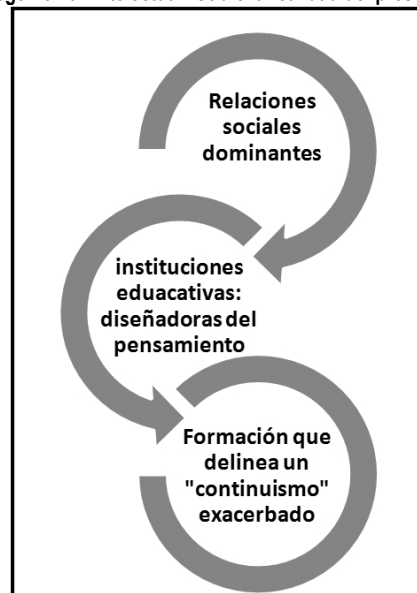 Relaciones
sociales
dominantes
instituciones
eduacativas:
diseñadoras del
pensamiento
Formación que
delinea un
"continuismo"
exacerbado